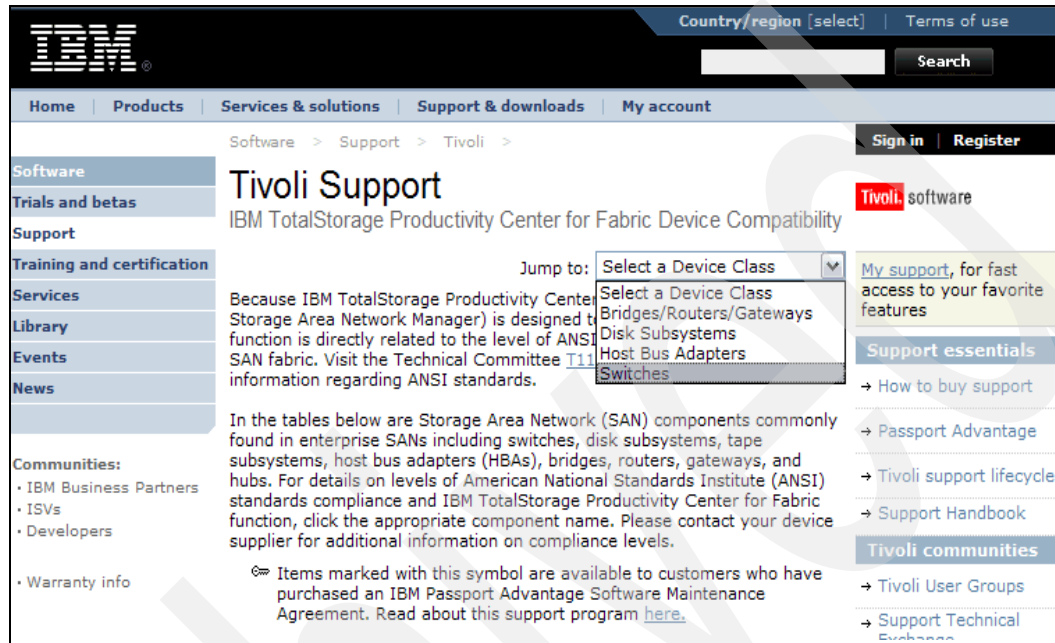 IBM®
Country/region [select] | Terms of use
Search
Home | Products | Services & solutions | Support & downloads | My account
Software > Support > Tivoli >
Sign in | Register
Software
Trials and betas
Support
Training and certification
Services
Library
Events
News
Communities:
· IBM Business Partners
· ISVs
· Developers
· Warranty info
Tivoli Support
IBM TotalStorage Productivity Center for Fabric Device Compatibility
Jump to: Select a Device Class
Select a Device Class
Bridges/Routers/Gateways
Disk Subsystems
Host Bus Adapters
Switches
Because IBM TotalStorage Productivity Center
Storage Area Network Manager) is designed t
function is directly related to the level of ANSI
SAN fabric. Visit the Technical Committee T11
information regarding ANSI standards.
In the tables below are Storage Area Network (SAN) components commonly
found in enterprise SANs including switches, disk subsystems, tape
subsystems, host bus adapters (HBAs), bridges, routers, gateways, and
hubs. For details on levels of American National Standards Institute (ANSI)
standards compliance and IBM TotalStorage Productivity Center for Fabric
function, click the appropriate component name. Please contact your device
supplier for additional information on compliance levels.
Items marked with this symbol are available to customers who have
purchased an IBM Passport Advantage Software Maintenance
Agreement. Read about this support program here.
Tivoli. software
My support, for fast
access to your favorite
features
Support essentials
→ How to buy support
→ Passport Advantage
→ Tivoli support lifecycle
→ Support Handbook
Tivoli communities
→ Tivoli User Groups
→ Support Technical
Exchange